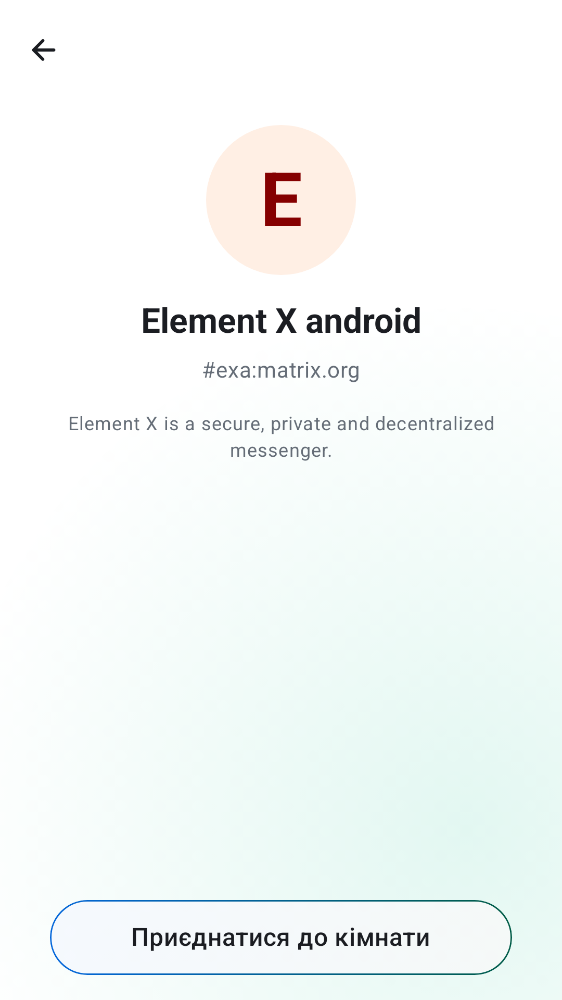 E
Element X android
#exa:matrix.org
Element X is a secure, private and decentralized
messenger.
Приєднатися до кімнати